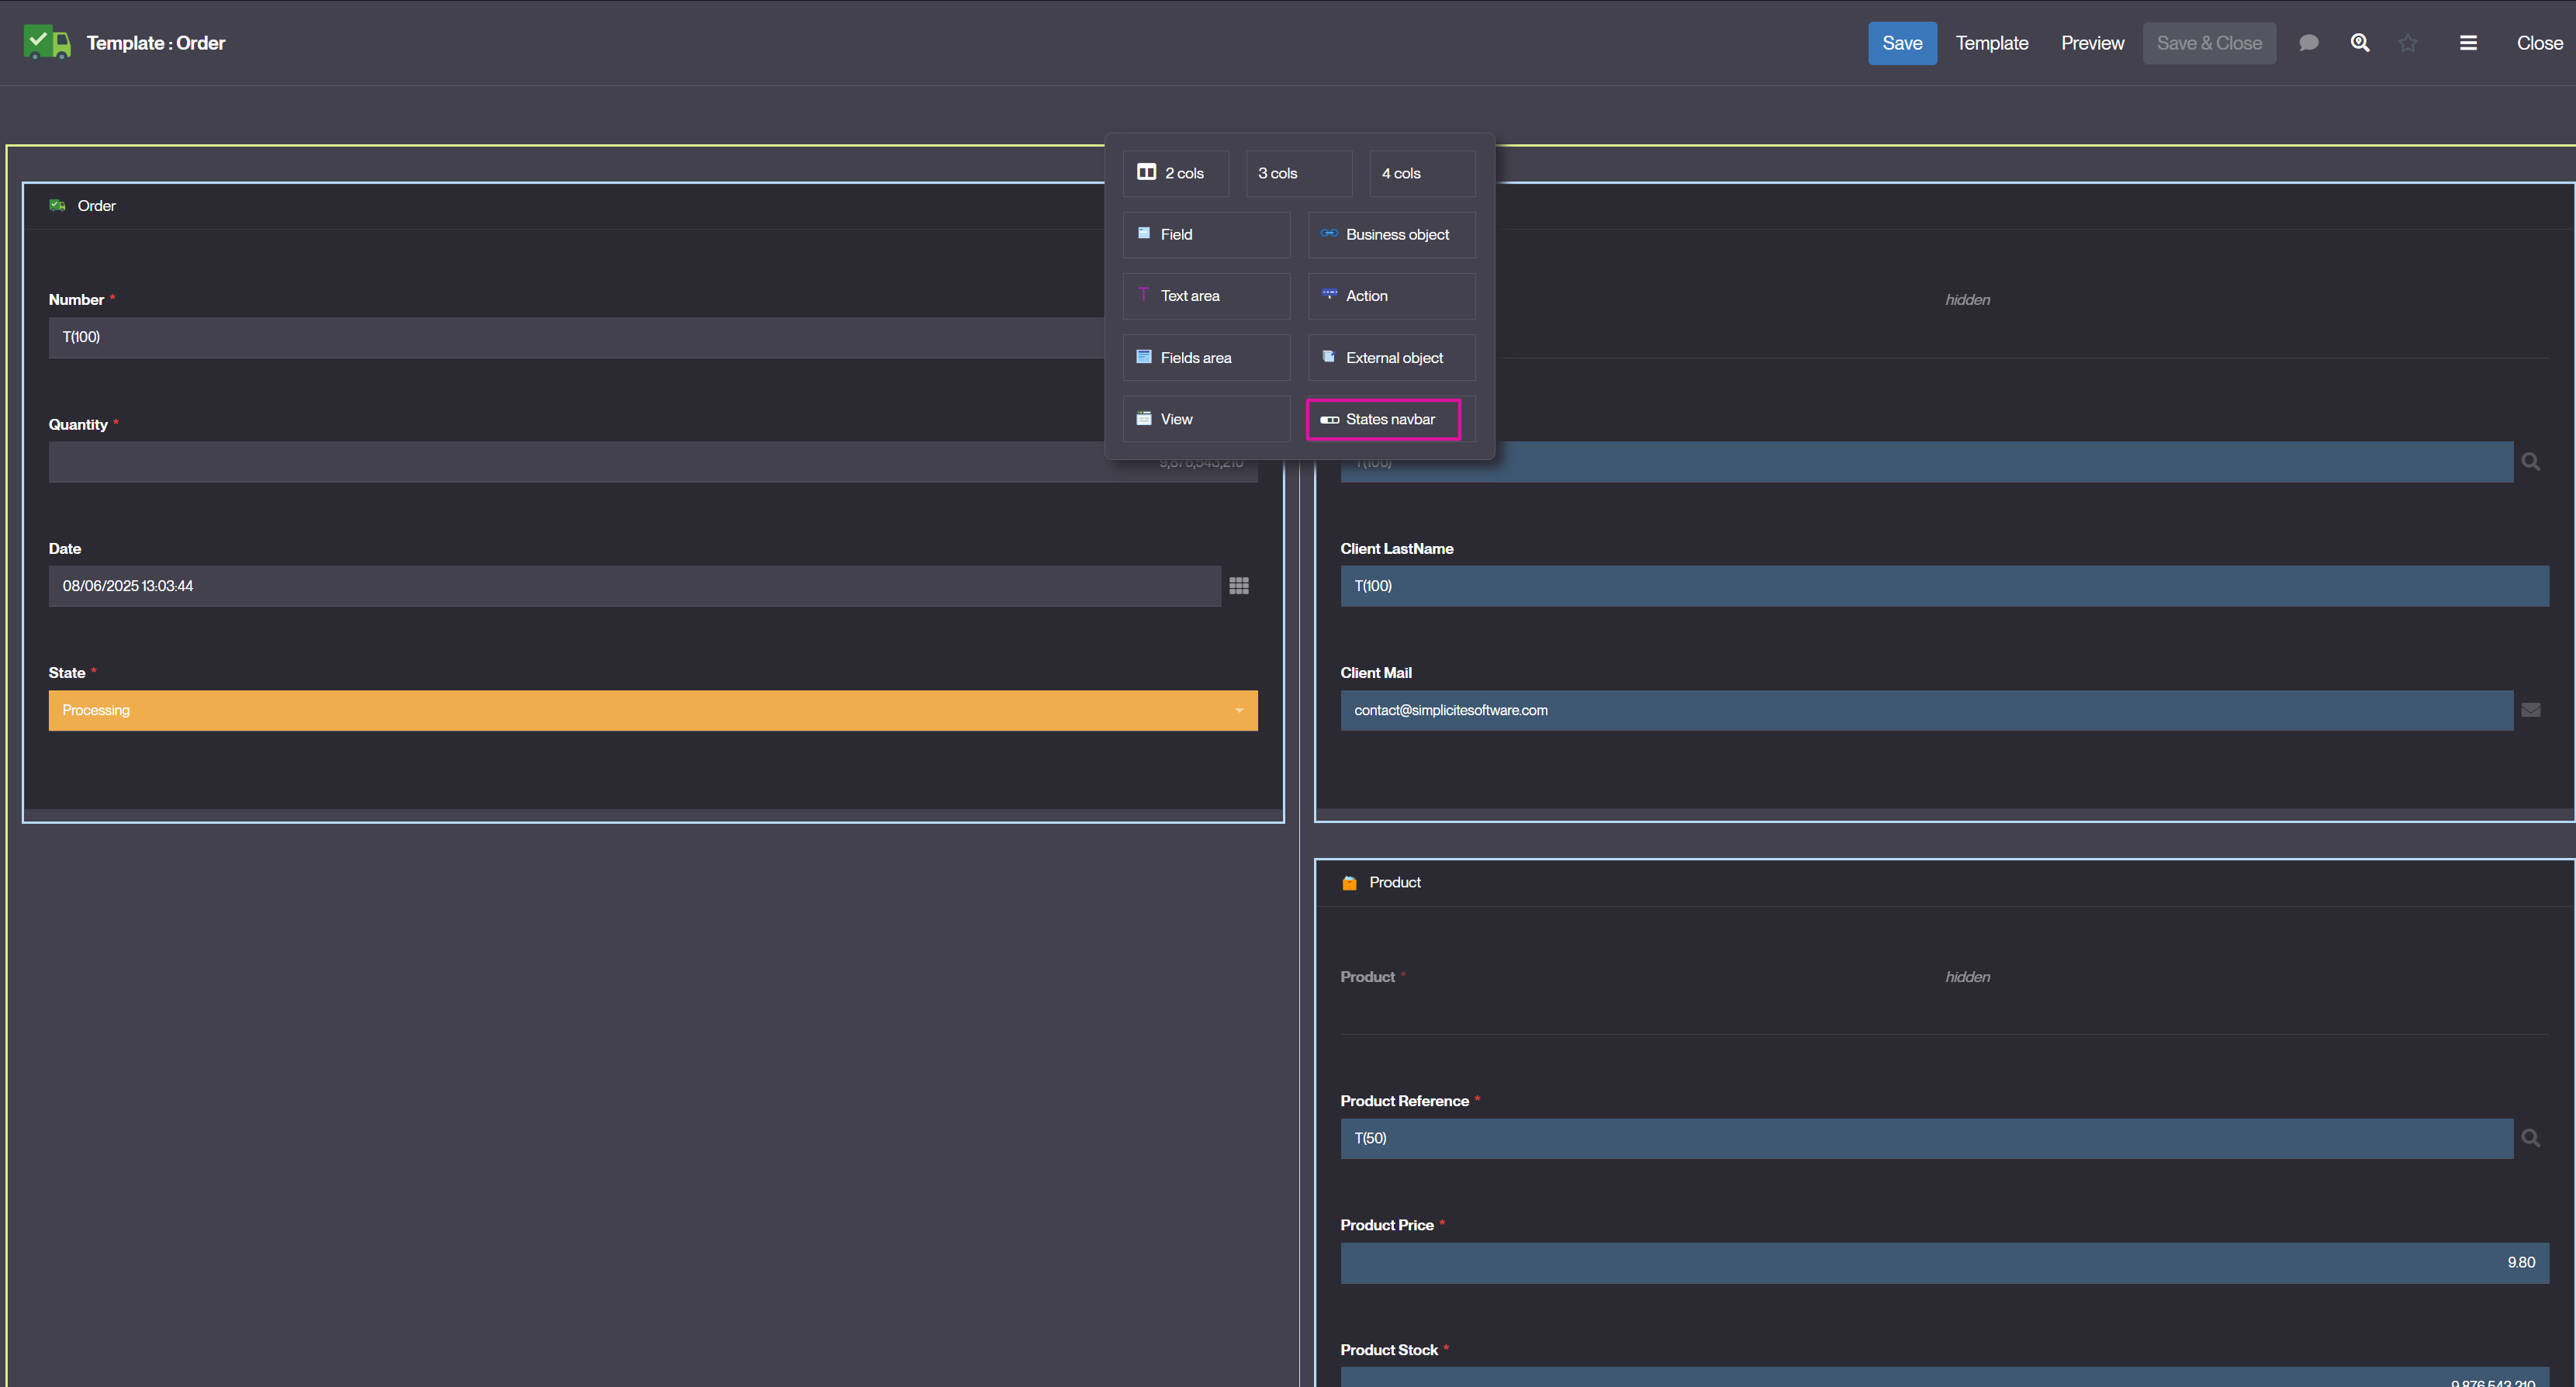 Template : Order
Save Template Preview Save & Close Close
2 cols 3 cols 4 cols
Field Business object
Text area Action
Fields area External object
View States navbar
Order
Number *
T(100)
Quantity *
9,876,543,210
Date
08/06/2025 13:03:44
State *
Processing
hidden
T(100)
Client LastName
T(100)
Client Mail
contact@simplicitesoftware.com
Product
Product * hidden
Product Reference *
T(50)
Product Price *
9.80
Product Stock *
9,876,543,210